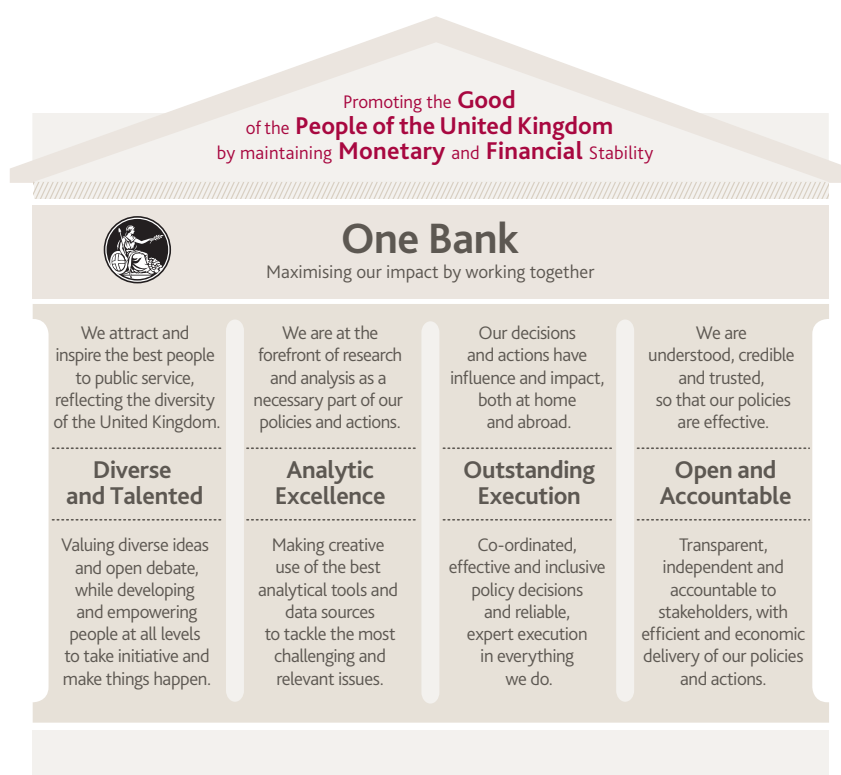 Promoting the Good
of the People of the United Kingdom
by maintaining Monetary and Financial Stability
One Bank
Maximising our impact by working together
We attract and
inspire the best people
to public service,
reflecting the diversity
of the United Kingdom.
Diverse
and Talented
Valuing diverse ideas
and open debate,
while developing
and empowering
people at all levels
to take initiative and
make things happen.
We are at the
forefront of research
and analysis as a
necessary part of our
policies and actions.
Analytic
Excellence
Making creative
use of the best
analytical tools and
data sources
to tackle the most
challenging and
relevant issues.
Our decisions
and actions have
influence and impact,
both at home
and abroad.
Outstanding
Execution
Co-ordinated,
effective and inclusive
policy decisions
and reliable,
expert execution
in everything
we do.
We are
understood, credible
and trusted,
so that our policies
are effective.
Open and
Accountable
Transparent,
independent and
accountable to
stakeholders, with
efficient and economic
delivery of our policies
and actions.